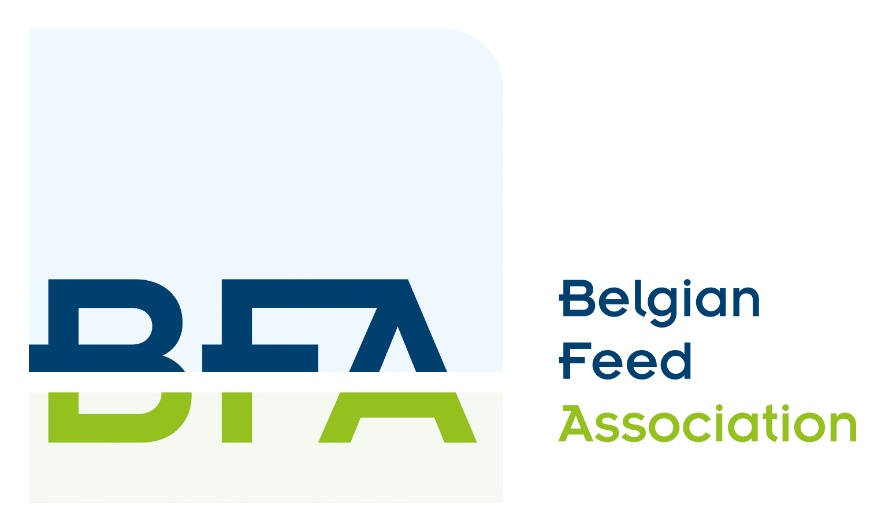 BFA
Belgian
Feed
Association